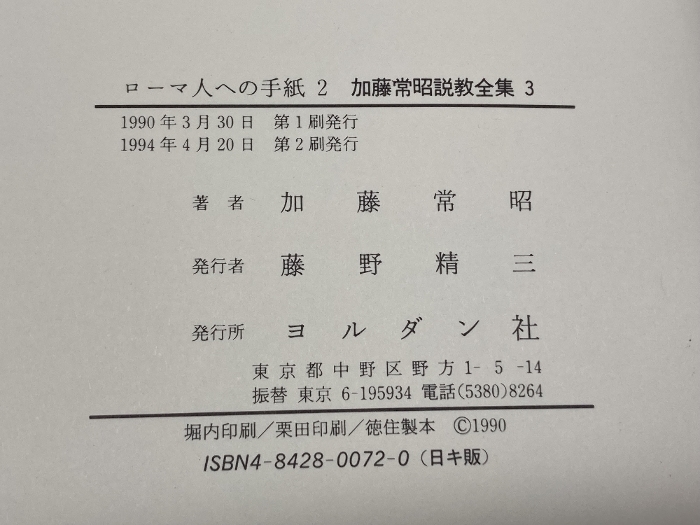 ローマ人への手紙 2　加藤常昭説教全集 3
1990年3月30日　第1刷発行
1994年4月20日　第2刷発行
著者　加藤常昭
発行者　藤野精三
発行所　ヨルダン社
東京都中野区野方1-5-14
振替 東京 6-195934 電話(5380)8264
堀内印刷／栗田印刷／徳住製本　©1990
ISBN4-8428-0072-0（日キ販）